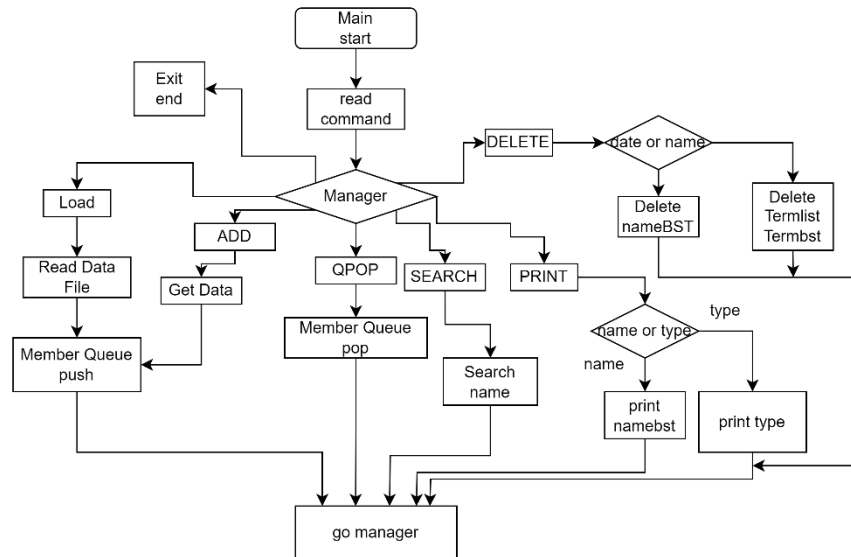 Main
start
Exit
end
read
command
DELETE
date or name
Manager
Load
Delete
nameBST
Delete
Termlist
Termbst
ADD
QPOP
SEARCH
PRINT
Read Data
File
Get Data
type
name or type
Member Queue
pop
Member Queue
push
name
Search
name
print
namebst
print type
go manager